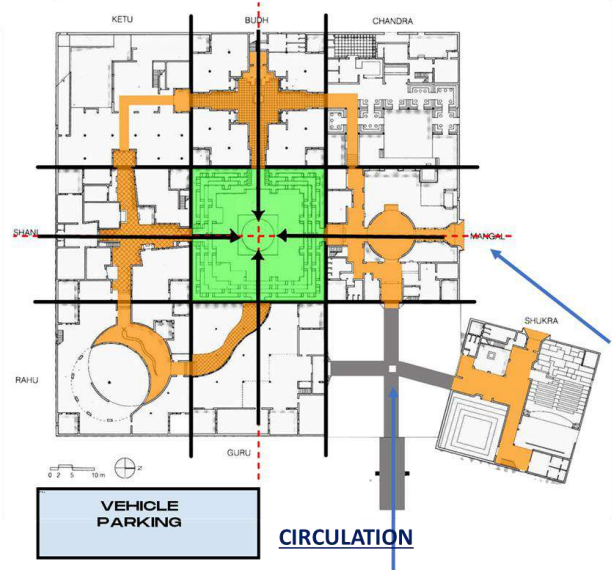 KETU
BUDH
CHANDRA
SHANI
MANGAL
SHUKRA
RAHU
GURU
0 2 5 10 m
VEHICLE
PARKING
CIRCULATION